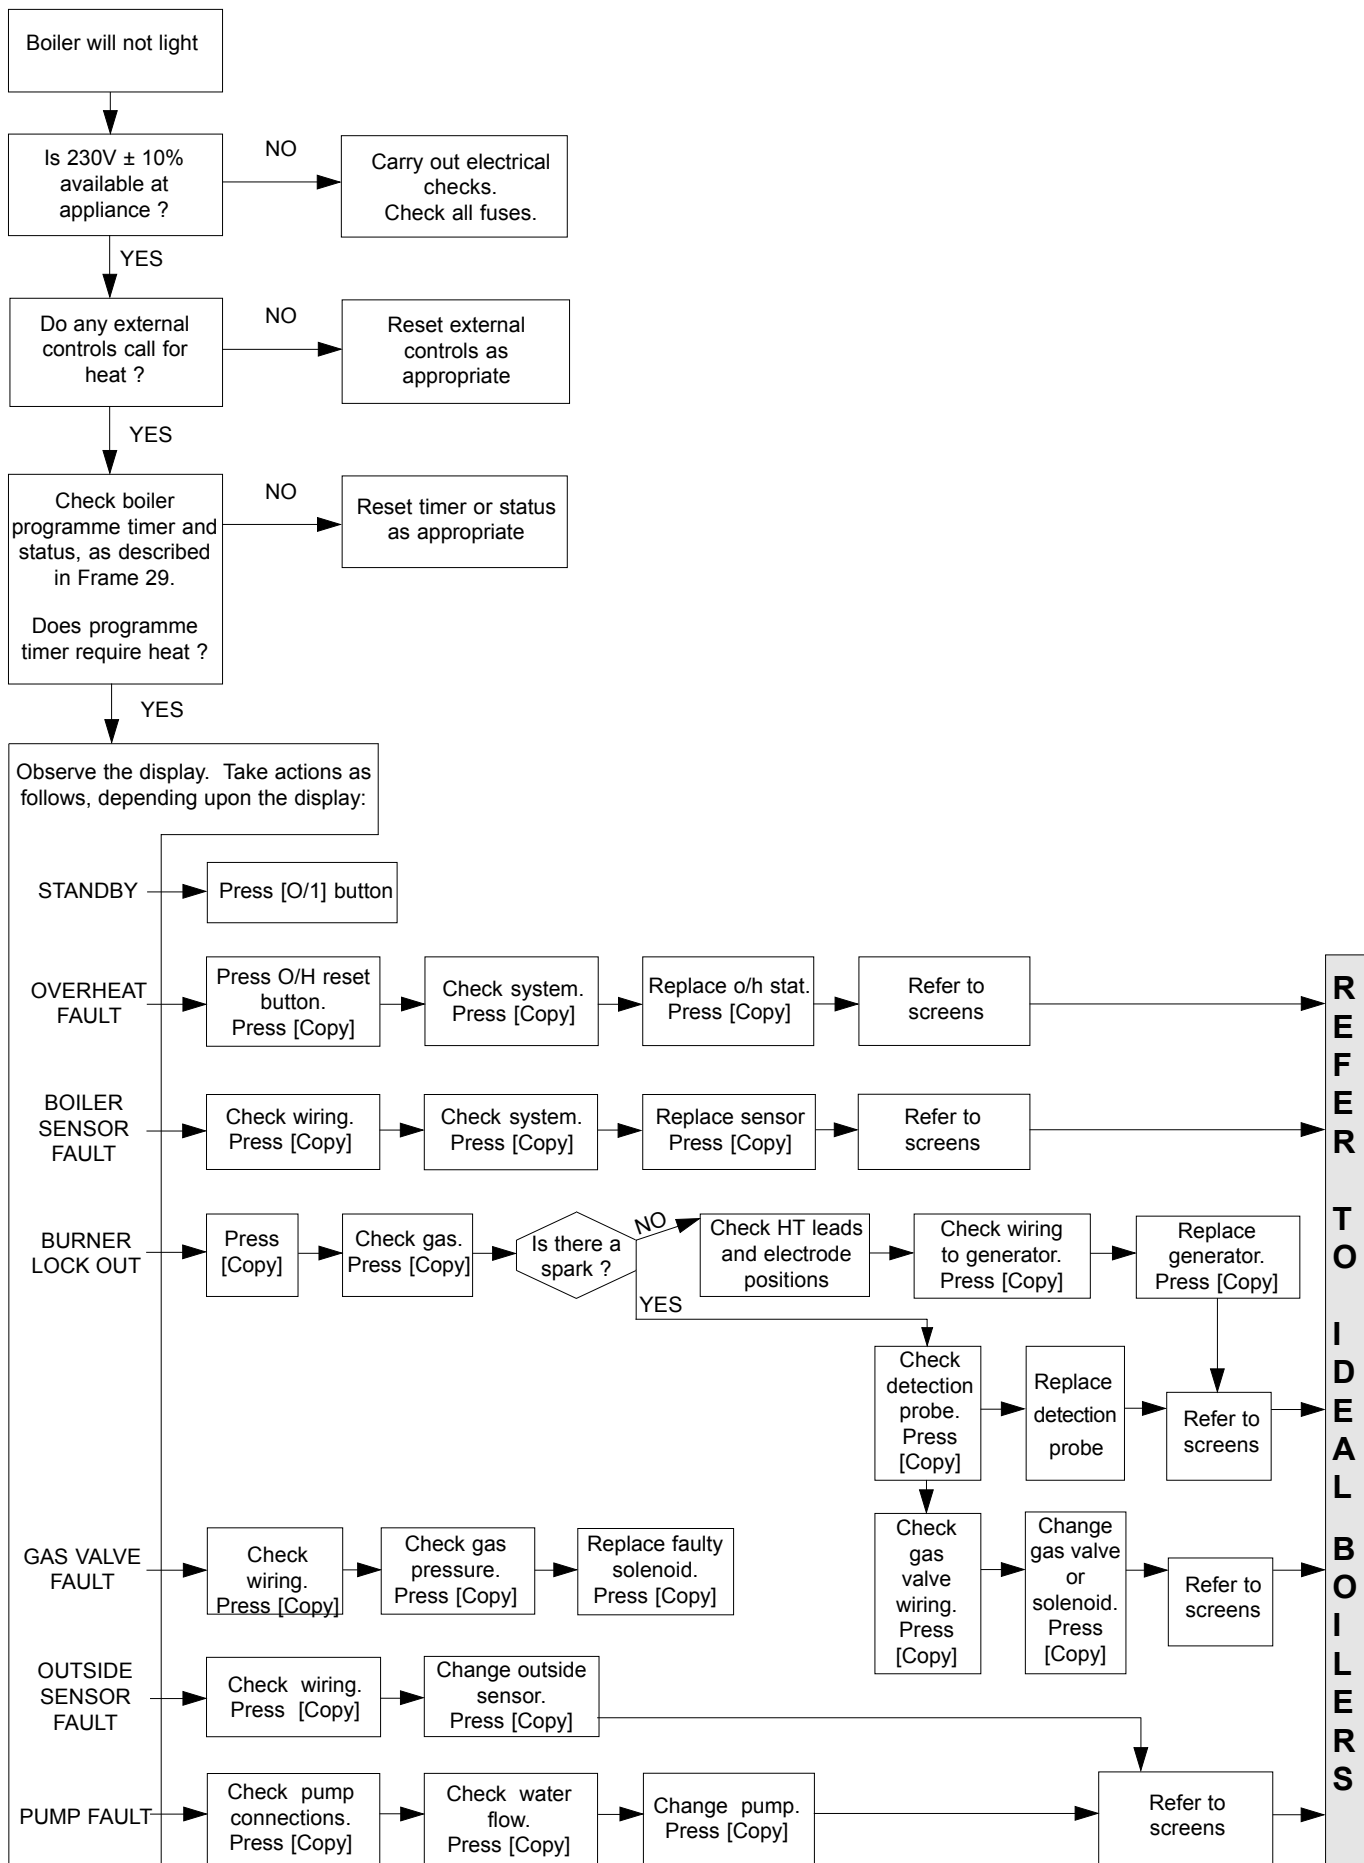 Boiler will not light
Is 230V ± 10%
available at
appliance ?
NO
Carry out electrical
checks.
Check all fuses.
YES
Do any external
controls call for
heat ?
NO
Reset external
controls as
appropriate
YES
Check boiler
programme timer and
status, as described
in Frame 29.
Does programme
timer require heat ?
NO
Reset timer or status
as appropriate
YES
Observe the display. Take actions as
follows, depending upon the display:
STANDBY
Press [O/1] button
OVERHEAT
FAULT
Press O/H reset
button.
Press [Copy]
Check system.
Press [Copy]
Replace o/h stat.
Press [Copy]
Refer to
screens
BOILER
SENSOR
FAULT
Check wiring.
Press [Copy]
Check system.
Press [Copy]
Replace sensor
Press [Copy]
Refer to
screens
BURNER
LOCK OUT
Press
[Copy]
Check gas.
Press [Copy]
Is there a
spark ?
NO
Check HT leads
and electrode
positions
Check wiring
to generator.
Press [Copy]
Replace
generator.
Press [Copy]
YES
Check
detection
probe.
Press
[Copy]
Replace
detection
probe
Refer to
screens
Check
gas
valve
wiring.
Press
[Copy]
Change
gas valve
or
solenoid.
Press
[Copy]
Refer to
screens
GAS VALVE
FAULT
Check
wiring.
Press [Copy]
Check gas
pressure.
Press [Copy]
Replace faulty
solenoid.
Press [Copy]
OUTSIDE
SENSOR
FAULT
Check wiring.
Press [Copy]
Change outside
sensor.
Press [Copy]
PUMP FAULT
Check pump
connections.
Press [Copy]
Check water
flow.
Press [Copy]
Change pump.
Press [Copy]
Refer to
screens
REFER TO IDEAL BOILERS